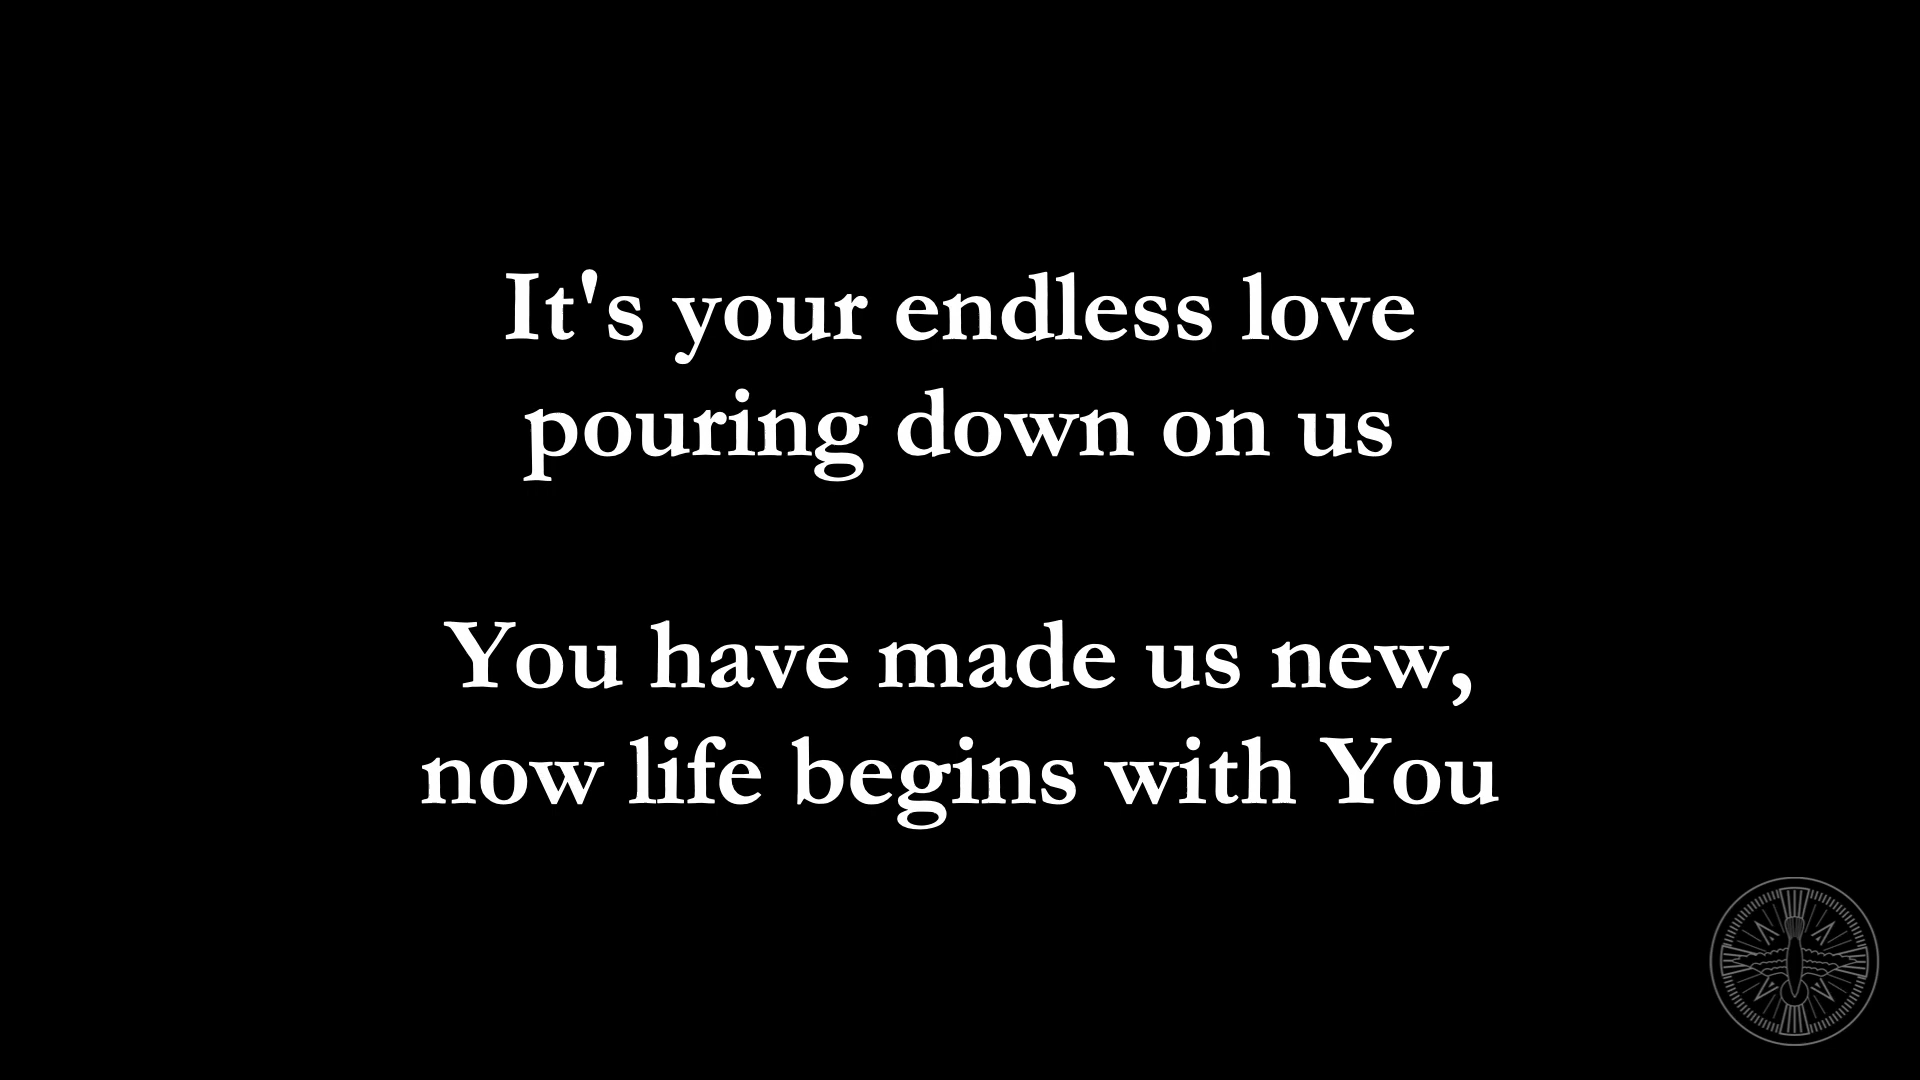 It's your endless love
pouring down on us
You have made us new,
now life begins with You